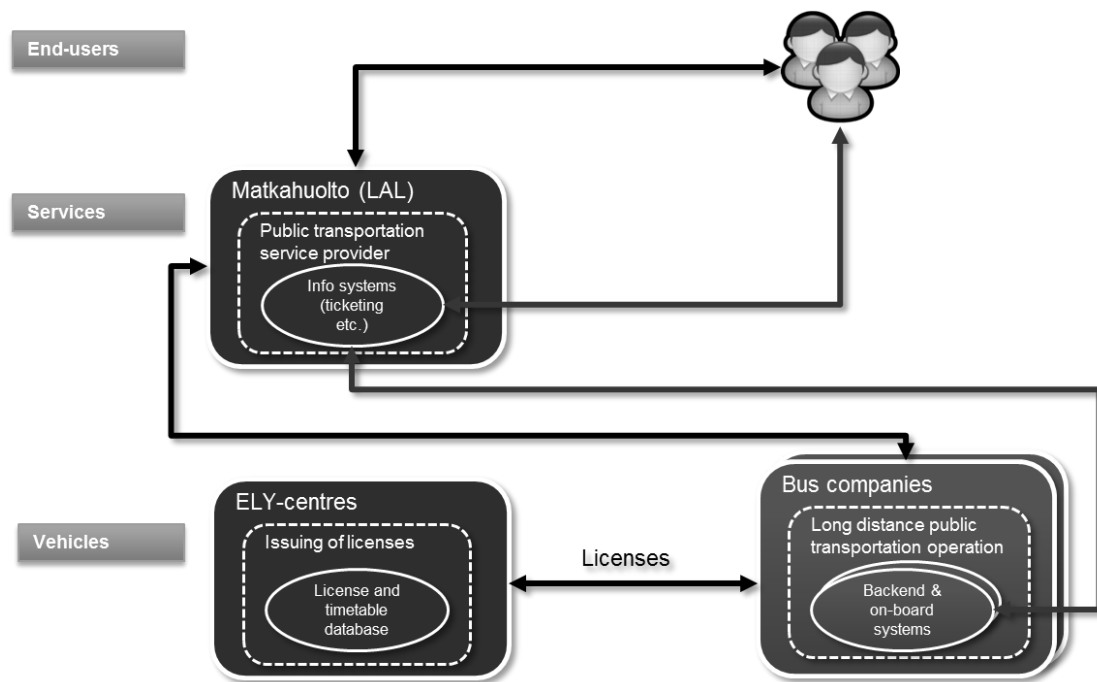 End-users
Services
Matkahuolto (LAL)
Public transportation
service provider
Info systems
(ticketing
etc.)
Vehicles
ELY-centres
Issuing of licenses
License and
timetable
database
Licenses
Bus companies
Long distance public
transportation operation
Backend &
on-board
systems